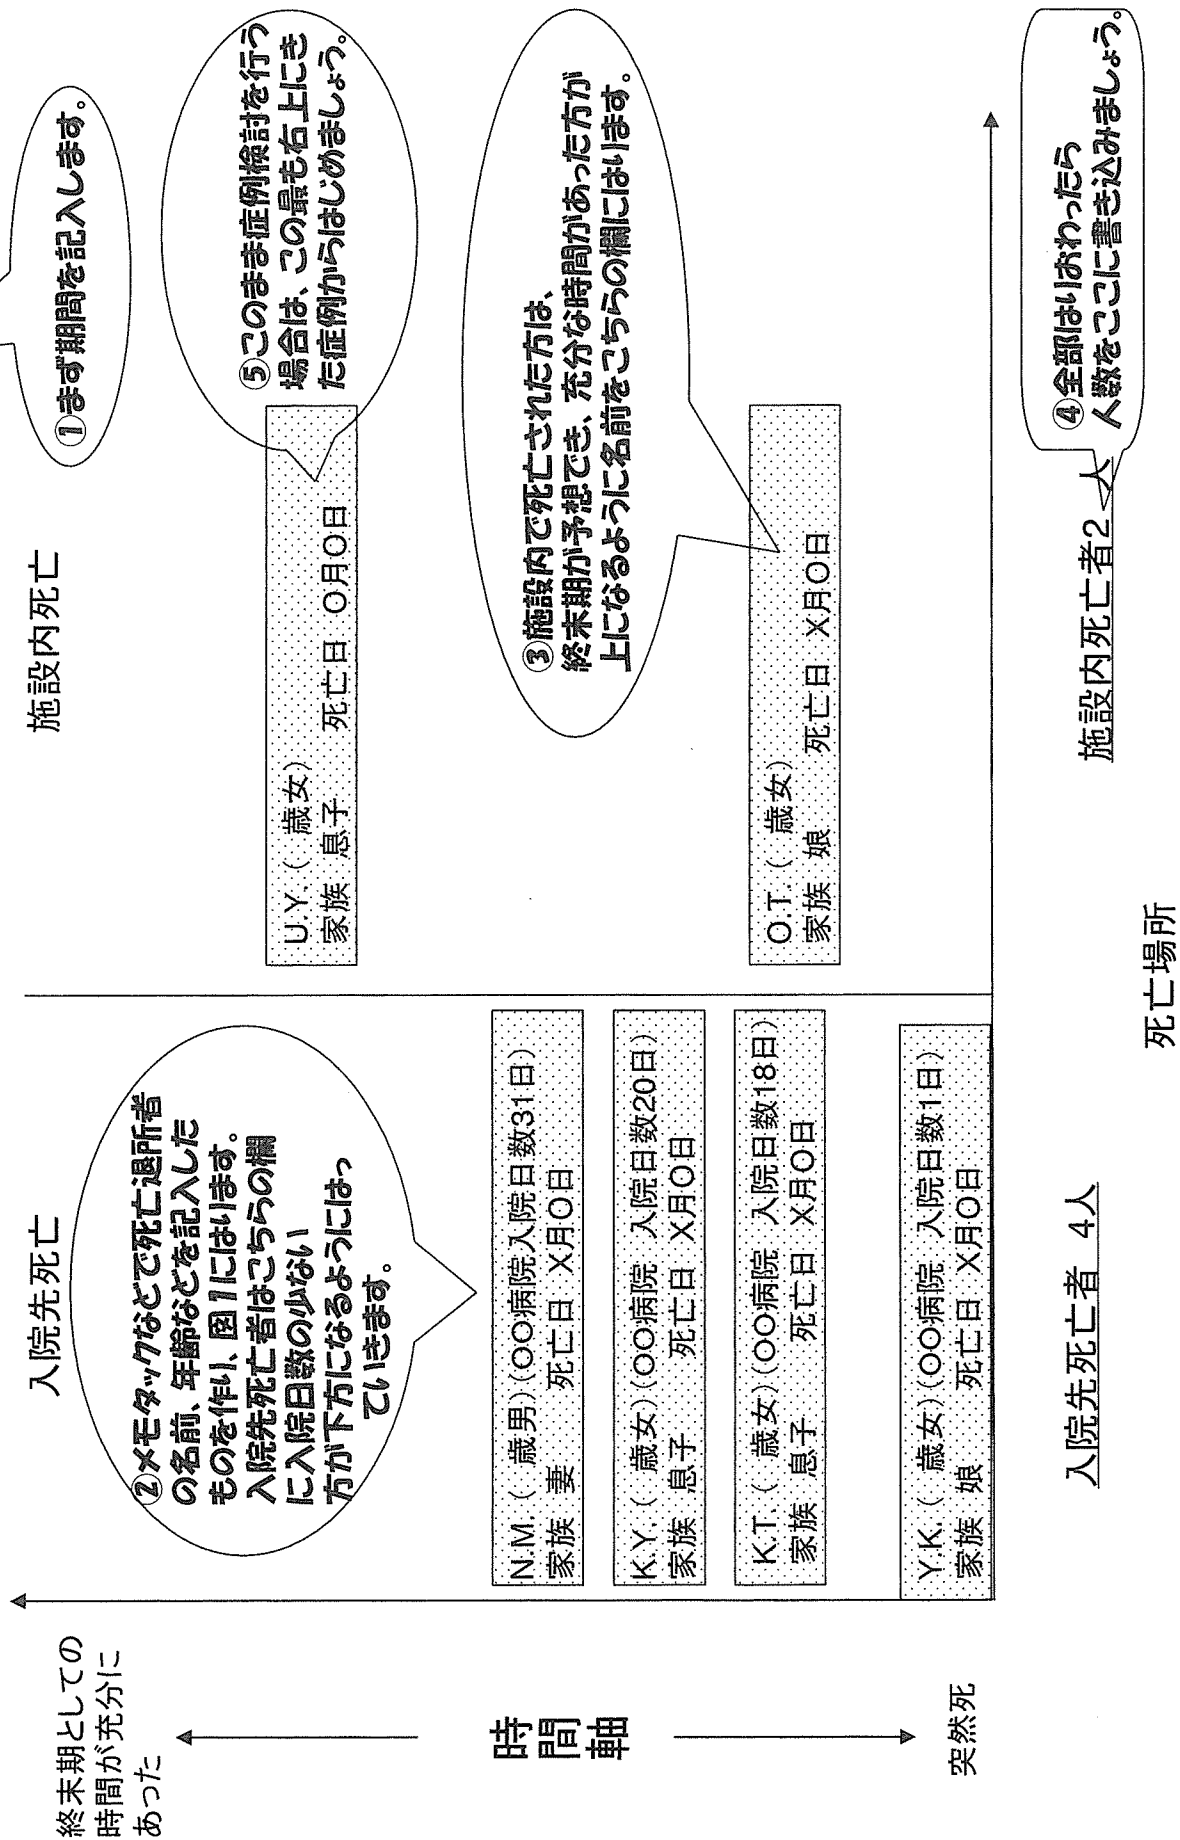 ①まず期間を記入します。
入院先死亡
施設内死亡
終末期としての
時間が充分に
あった
時間軸
突然死
②メモタックなどで死亡退所者
の名前、年齢などを記入した
ものを作り、図1にはります。
入院先死亡者はこちらの欄
に入院日数の少ない
方が下方になるようにはっ
ていきます。
⑤このまま症例検討を行う
場合は、この最も右上にき
た症例からはじめましょう。
U.Y.( 歳女)
家族 息子 死亡日 〇月〇日
③施設内で死亡された方は、
終末期が予想でき、充分な時間があった方が
上になるように名前をこちらの欄にはります。
N.M.( 歳男)(〇〇病院入院日数31日)
家族 妻 死亡日 X月〇日
K.Y.( 歳女)(〇〇病院 入院日数20日)
家族 息子 死亡日 X月〇日
K.T.( 歳女)(〇〇病院 入院日数18日)
家族 息子 死亡日 X月〇日
O.T.( 歳女)
家族 娘 死亡日 X月〇日
Y.K.( 歳女)(〇〇病院 入院日数1日)
家族 娘 死亡日 X月〇日
入院先死亡者 4人
施設内死亡者2人
④全部はりおわったら
人数をここに書き込みましょう。
死亡場所